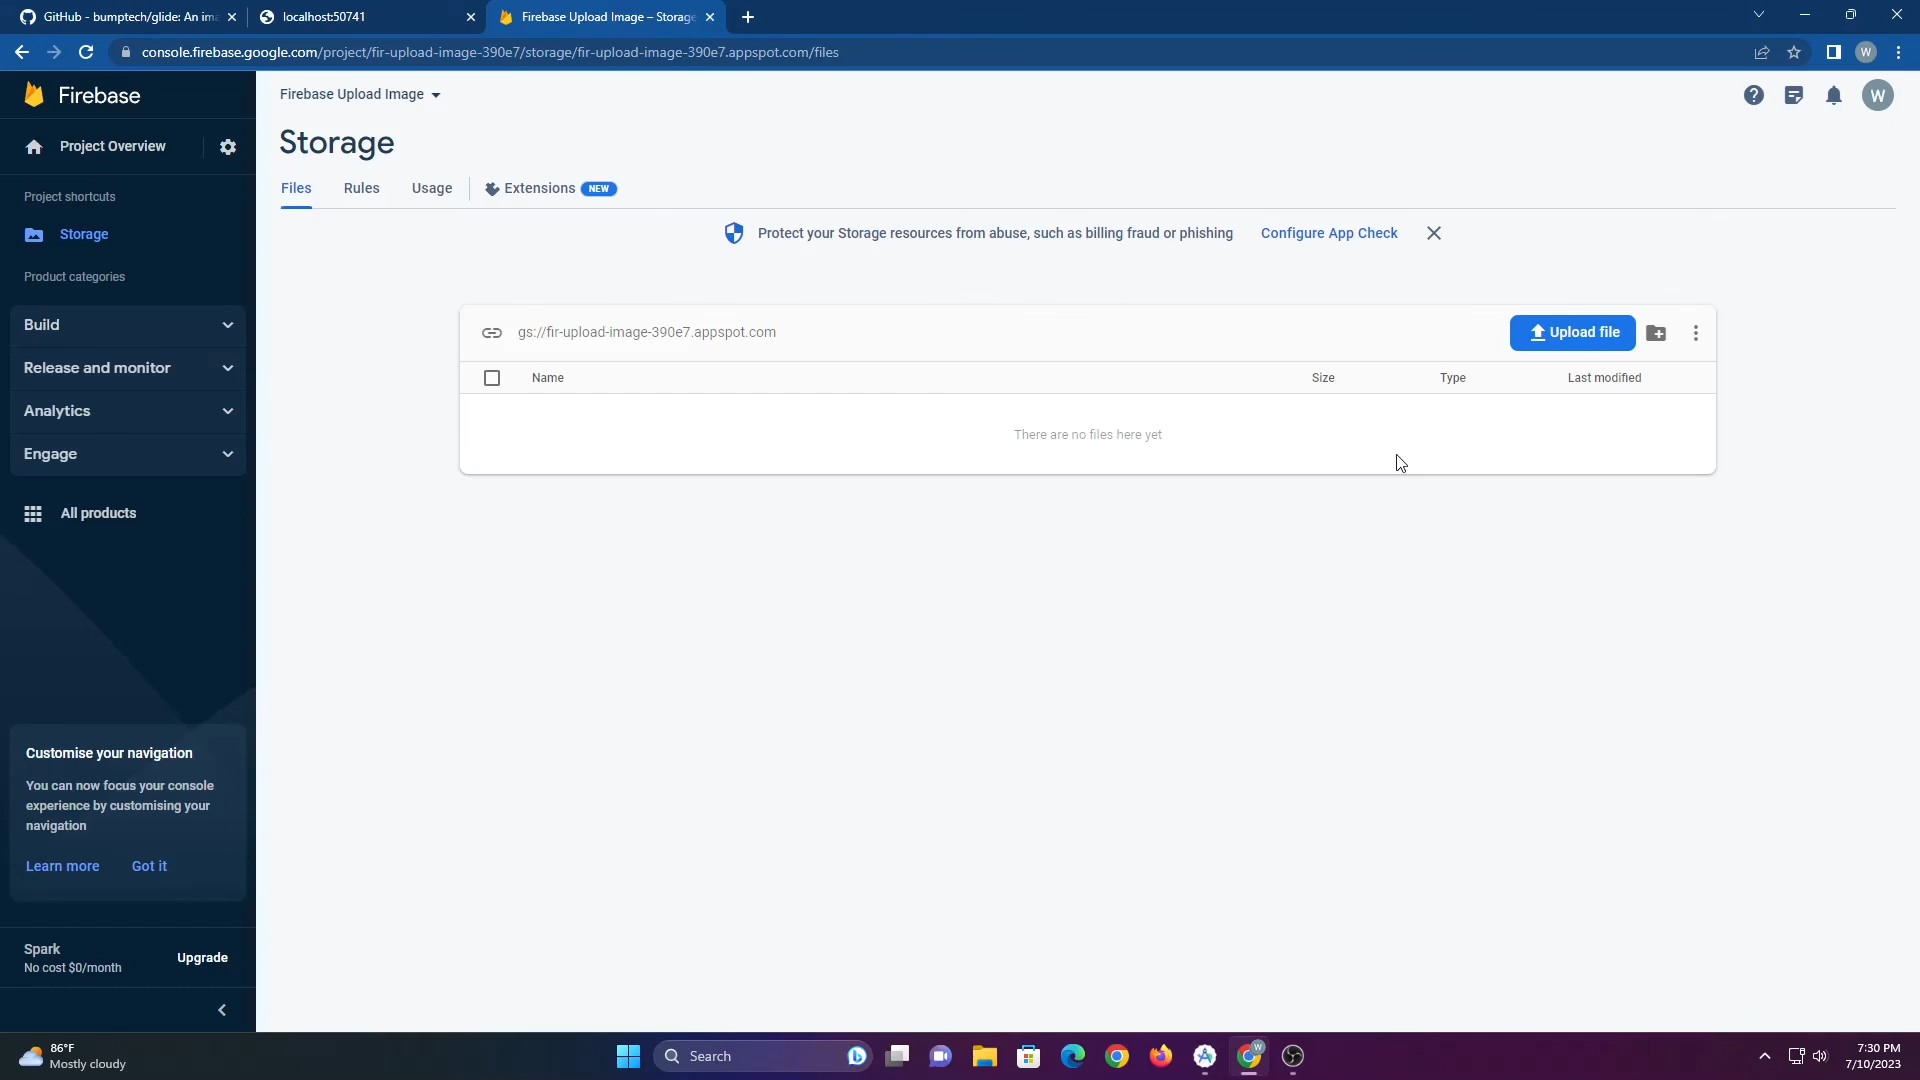 GitHub - bumptech/glide: An ima
localhost:50741
Firebase Upload Image – Storage
console.firebase.google.com/project/fir-upload-image-390e7/storage/fir-upload-image-390e7.appspot.com/files
W
Firebase
Firebase Upload Image
W
Project Overview
Storage
Project shortcuts
Files
Rules
Usage
Extensions
NEW
Storage
Protect your Storage resources from abuse, such as billing fraud or phishing
Configure App Check
Product categories
Build
gs://fir-upload-image-390e7.appspot.com
Upload file
Release and monitor
Name
Size
Type
Last modified
Analytics
There are no files here yet
Engage
All products
Customise your navigation
You can now focus your console
experience by customising your
navigation
Learn more
Got it
Spark
No cost $0/month
Upgrade
86°F
Mostly cloudy
Search
W
7:30 PM
7/10/2023